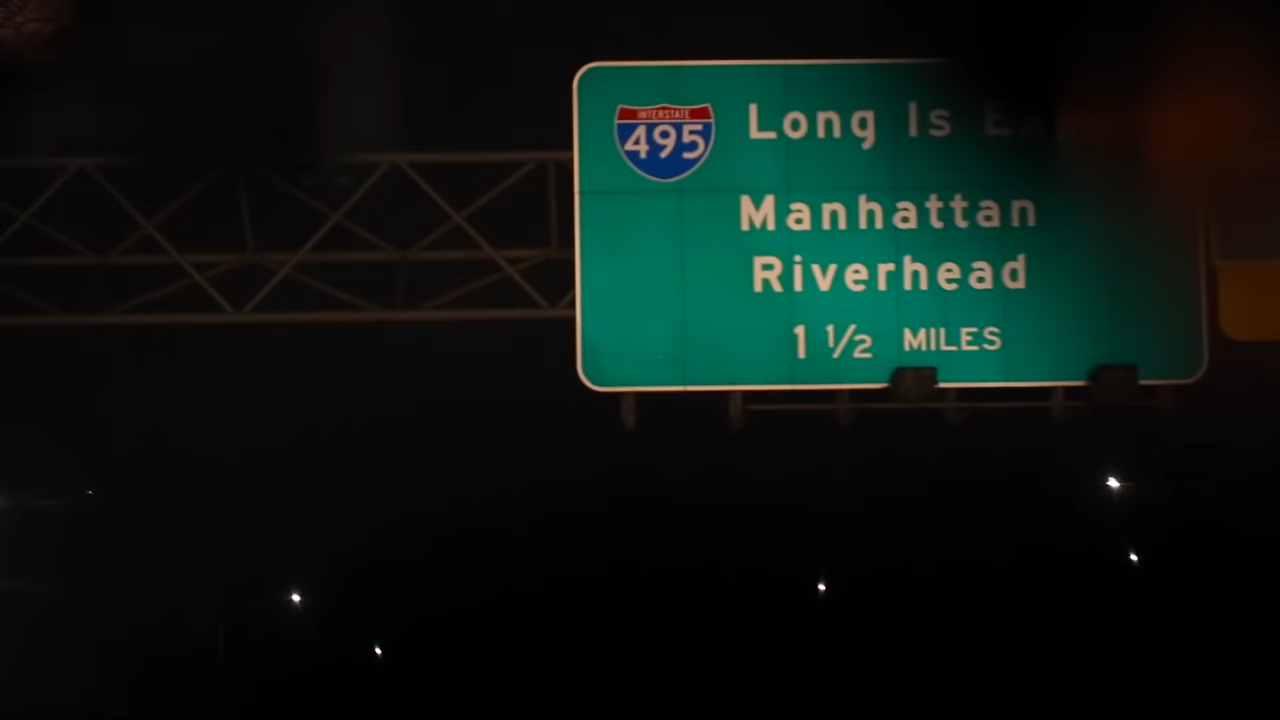 INTERSTATE
495
Long Is
Manhattan
Riverhead
1 ½ MILES